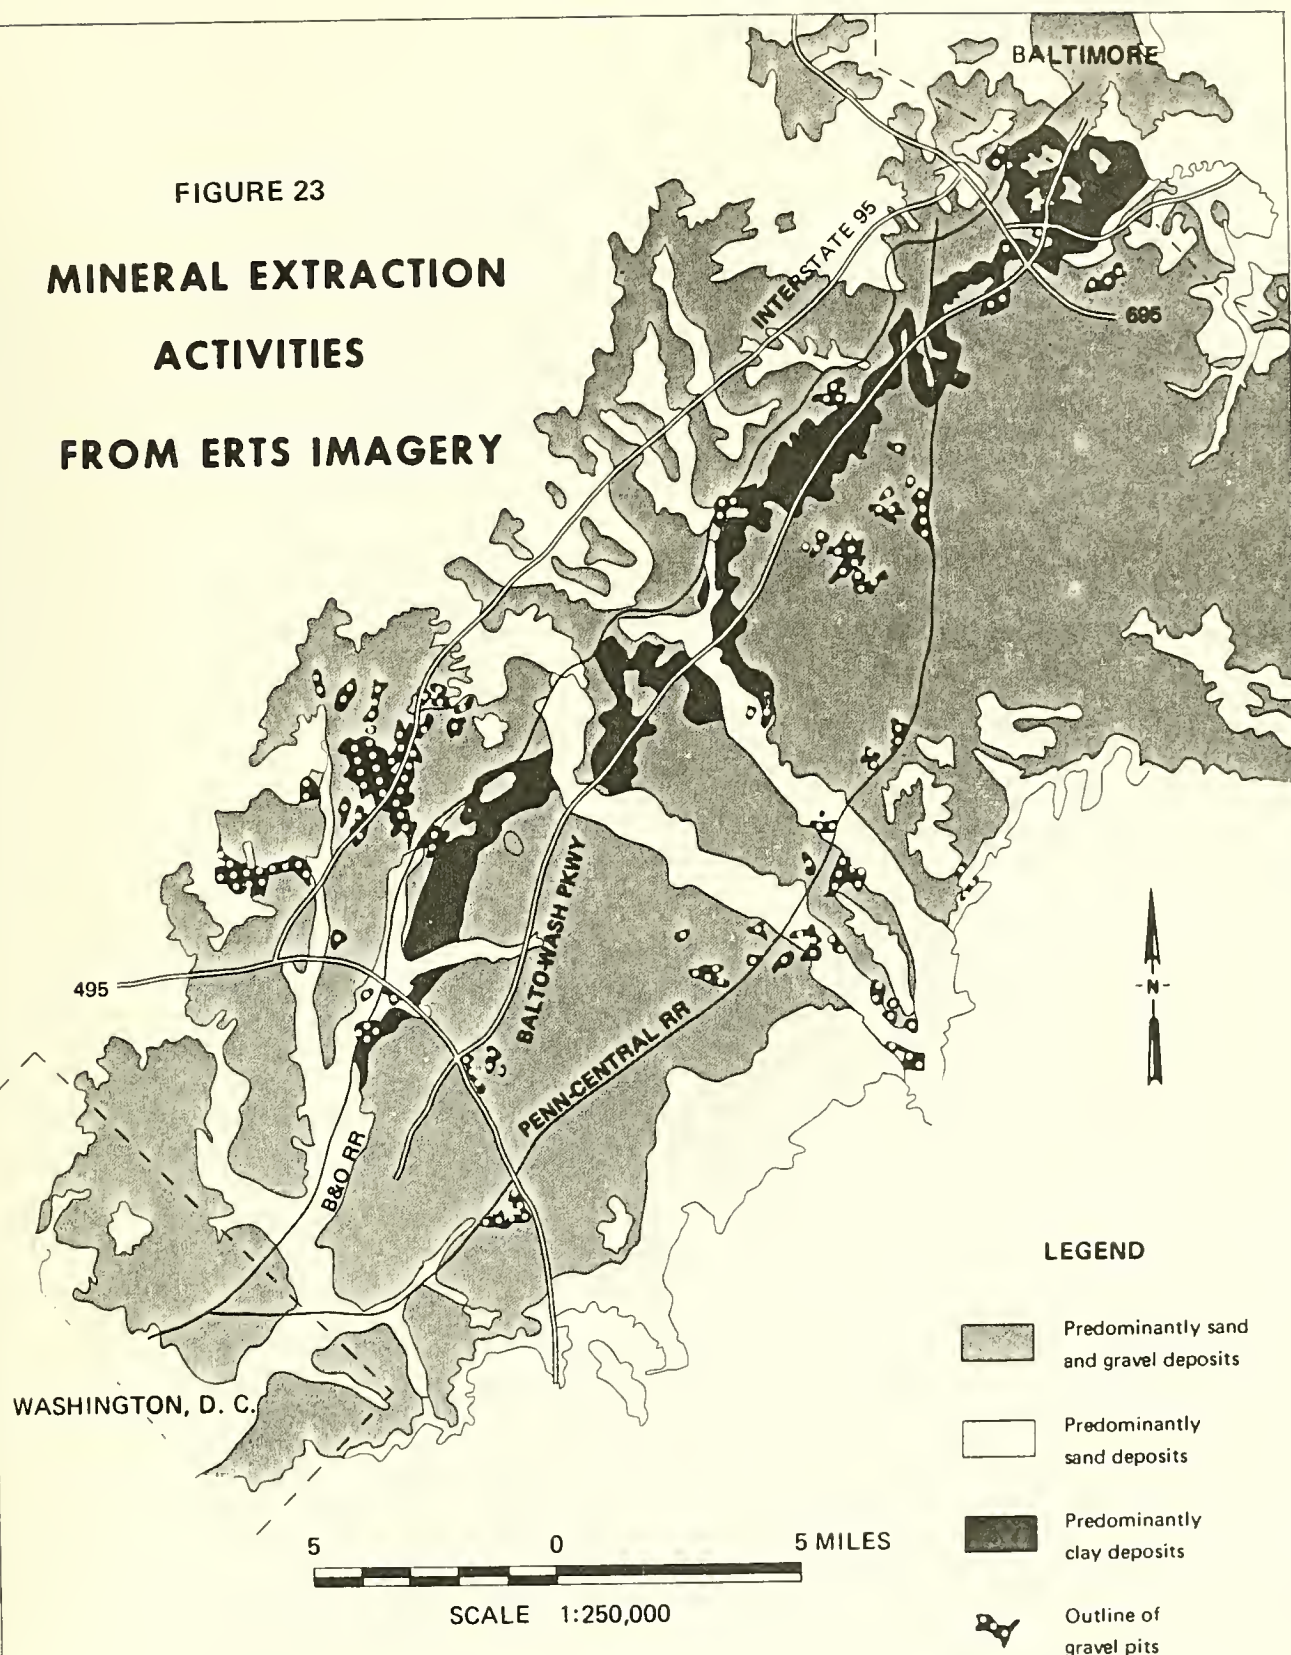 FIGURE 23
MINERAL EXTRACTION
ACTIVITIES
FROM ERTS IMAGERY
BALTIMORE
INTERSTATE 95
695
495
BALTO-WASH PKWY
PENN-CENTRAL RR
B&O RR
WASHINGTON, D. C.
-N-
LEGEND
Predominantly sand
and gravel deposits
Predominantly
sand deposits
Predominantly
clay deposits
Outline of
gravel pits
5 0 5 MILES
SCALE 1:250,000